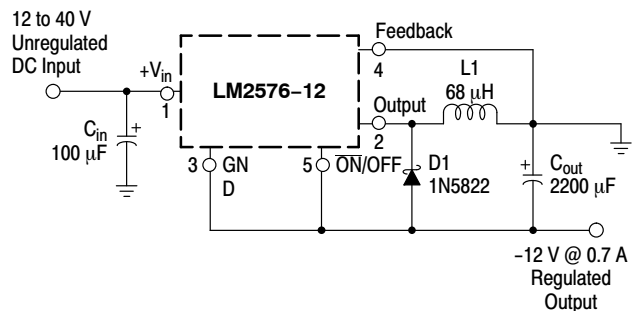 12 to 40 V
Unregulated
DC Input
+Vin
1
Cin
100 μF
+
LM2576−12
Feedback
4
Output
2
L1
68 μH
3
GN
D
5
ON/OFF
D1
1N5822
+
Cout
2200 μF
−12 V @ 0.7 A
Regulated
Output